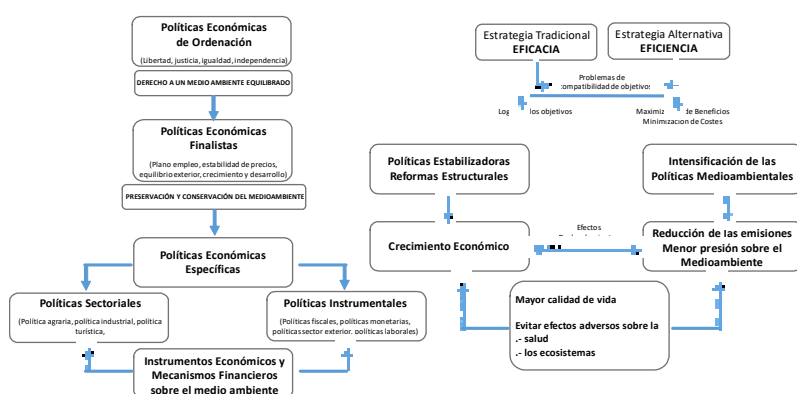 Políticas Económicas
de Ordenación
(Libertad, justicia, igualdad, independencia)
DERECHO A UN MEDIO AMBIENTE EQUILIBRADO
Políticas Económicas
Finalistas
(Plano empleo, estabilidad de precios,
equilibrio exterior, crecimiento y desarrollo)
PRESERVACIÓN Y CONSERVACIÓN DEL MEDIOAMBIENTE
Políticas Económicas
Específicas
Políticas Sectoriales
(Política agraria, política industrial, política
turística,
Políticas Instrumentales
(Políticas fiscales, políticas monetarias,
políticas sector exterior, políticas laborales)
Instrumentos Económicos y
Mecanismos Financieros
sobre el medio ambiente
Estrategia Tradicional
EFICACIA
Estrategia Alternativa
EFICIENCIA
Problemas de
compatibilidad de objetivos
los objetivos
de Beneficios
Minimización de Costes
Políticas Estabilizadoras
Reformas Estructurales
Intensificación de las
Políticas Medioambientales
Crecimiento Económico
Efectos
Reducción de las emisiones
Menor presión sobre el
Medioambiente
Mayor calidad de vida
Evitar efectos adversos sobre la
.- salud
.- los ecosistemas